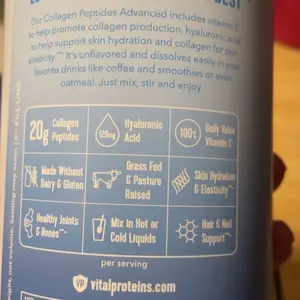 Our Collagen Peptides Advanced includes vitamin C
to help promote collagen production, hyaluronic acid
to help support skin hydration and collagen for skin
elasticity.** It's unflavored and dissolves easily in your
favorite drinks like coffee and smoothies or even
oatmeal. Just mix, stir and enjoy.
20g
Collagen
Peptides
120mg
Hyaluronic
Acid
100%
Daily Value
Vitamin C
Made Without
Dairy & Gluten
Grass Fed
& Pasture
Raised
Skin Hydration
& Elasticity**
Healthy Joints
& Bones**
Mix in Hot or
Cold Liquids
Hair & Nail
Support**
per serving
VP
vitalproteins.com
FILL LINE